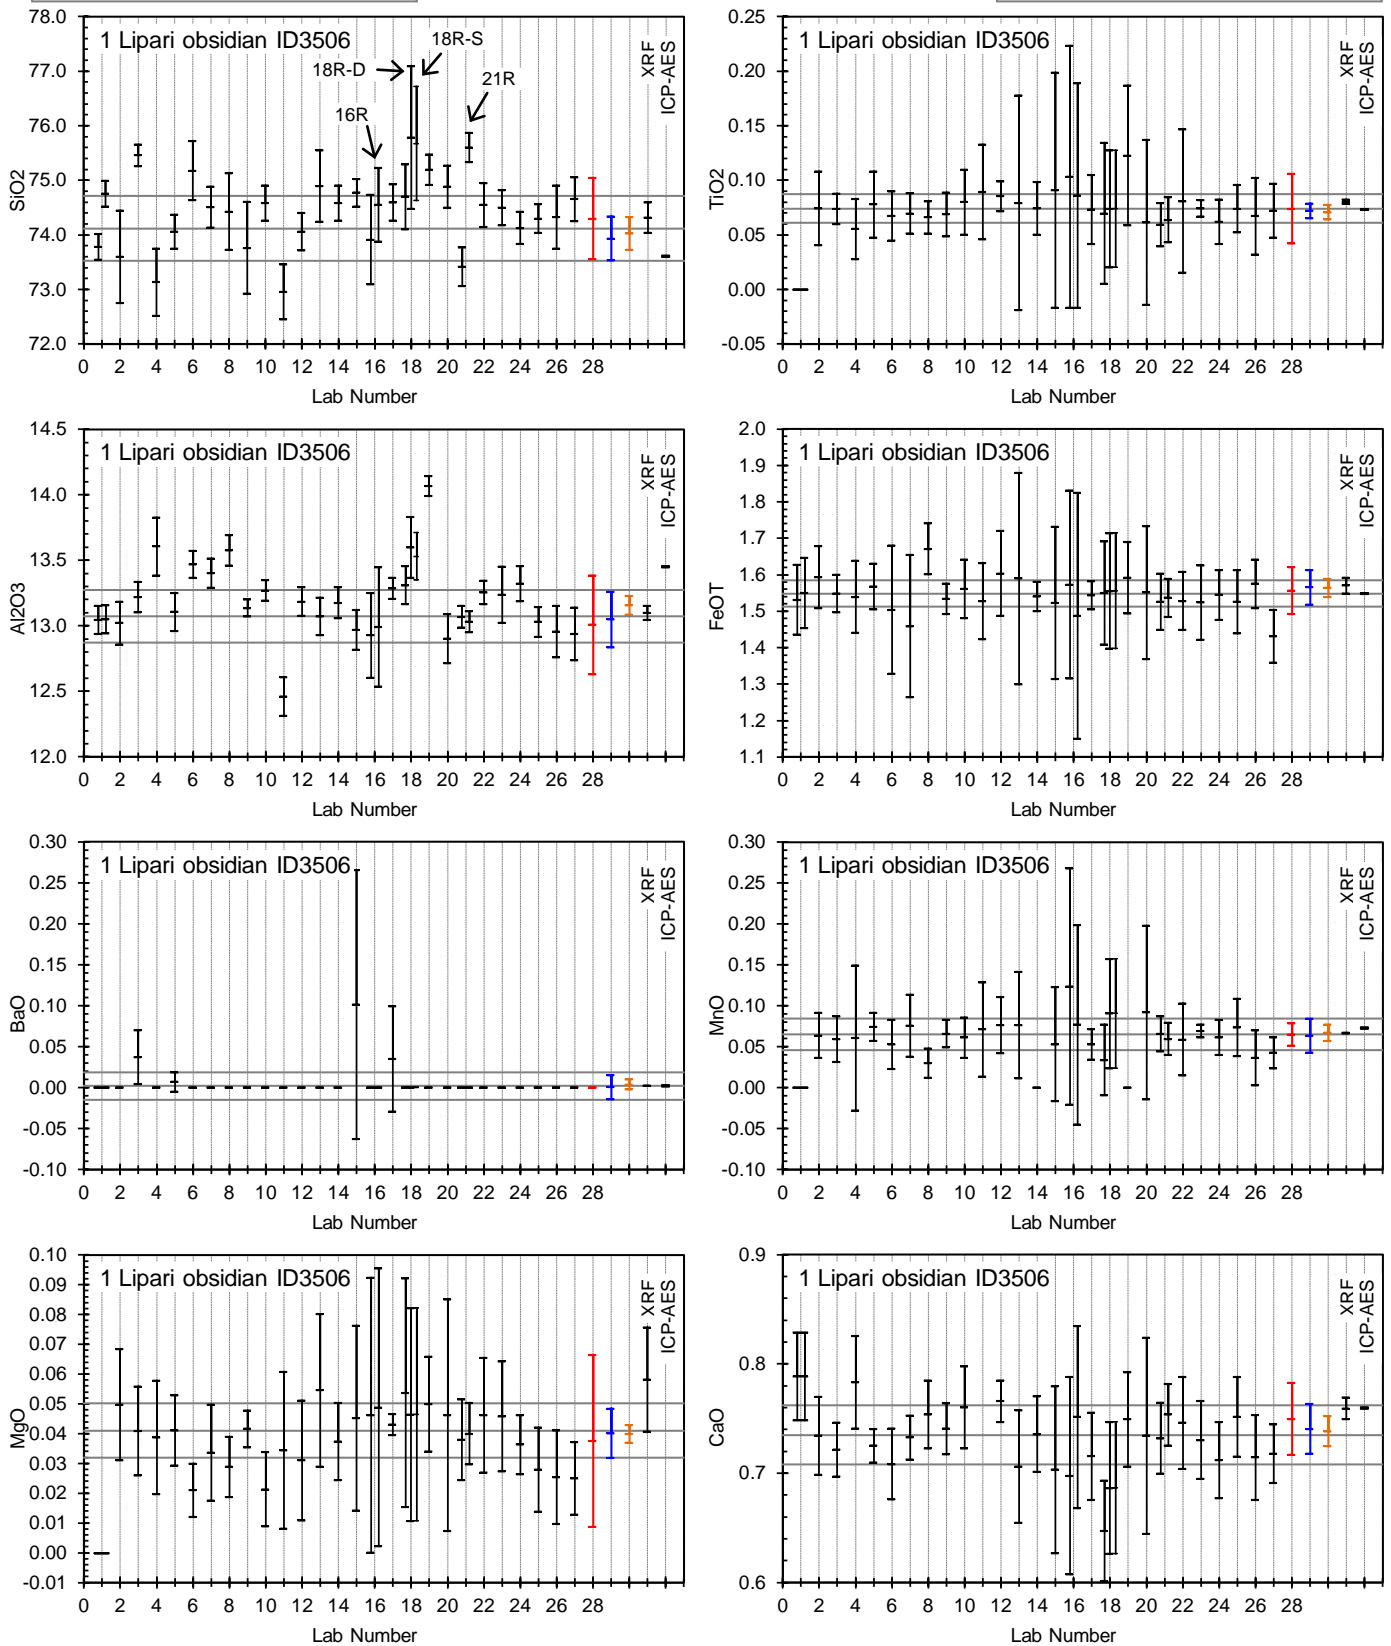 1 Lipari obsidian ID3506
SiO2
78.0
77.0
76.0
75.0
74.0
73.0
72.0
18R-S
18R-D
21R
16R
XRF
ICP-AES
0 2 4 6 8 10 12 14 16 18 20 22 24 26 28
Lab Number
1 Lipari obsidian ID3506
TiO2
0.25
0.20
0.15
0.10
0.05
0.00
-0.05
XRF
ICP-AES
0 2 4 6 8 10 12 14 16 18 20 22 24 26 28
Lab Number
1 Lipari obsidian ID3506
Al2O3
14.5
14.0
13.5
13.0
12.5
12.0
XRF
ICP-AES
0 2 4 6 8 10 12 14 16 18 20 22 24 26 28
Lab Number
1 Lipari obsidian ID3506
FeOT
2.0
1.9
1.8
1.7
1.6
1.5
1.4
1.3
1.2
1.1
XRF
ICP-AES
0 2 4 6 8 10 12 14 16 18 20 22 24 26 28
Lab Number
1 Lipari obsidian ID3506
BaO
0.30
0.25
0.20
0.15
0.10
0.05
0.00
-0.05
-0.10
XRF
ICP-AES
0 2 4 6 8 10 12 14 16 18 20 22 24 26 28
Lab Number
1 Lipari obsidian ID3506
MnO
0.30
0.25
0.20
0.15
0.10
0.05
0.00
-0.05
-0.10
XRF
ICP-AES
0 2 4 6 8 10 12 14 16 18 20 22 24 26 28
Lab Number
1 Lipari obsidian ID3506
MgO
0.10
0.09
0.08
0.07
0.06
0.05
0.04
0.03
0.02
0.01
0.00
-0.01
XRF
ICP-AES
0 2 4 6 8 10 12 14 16 18 20 22 24 26 28
Lab Number
1 Lipari obsidian ID3506
CaO
0.9
0.8
0.7
0.6
XRF
ICP-AES
0 2 4 6 8 10 12 14 16 18 20 22 24 26 28
Lab Number